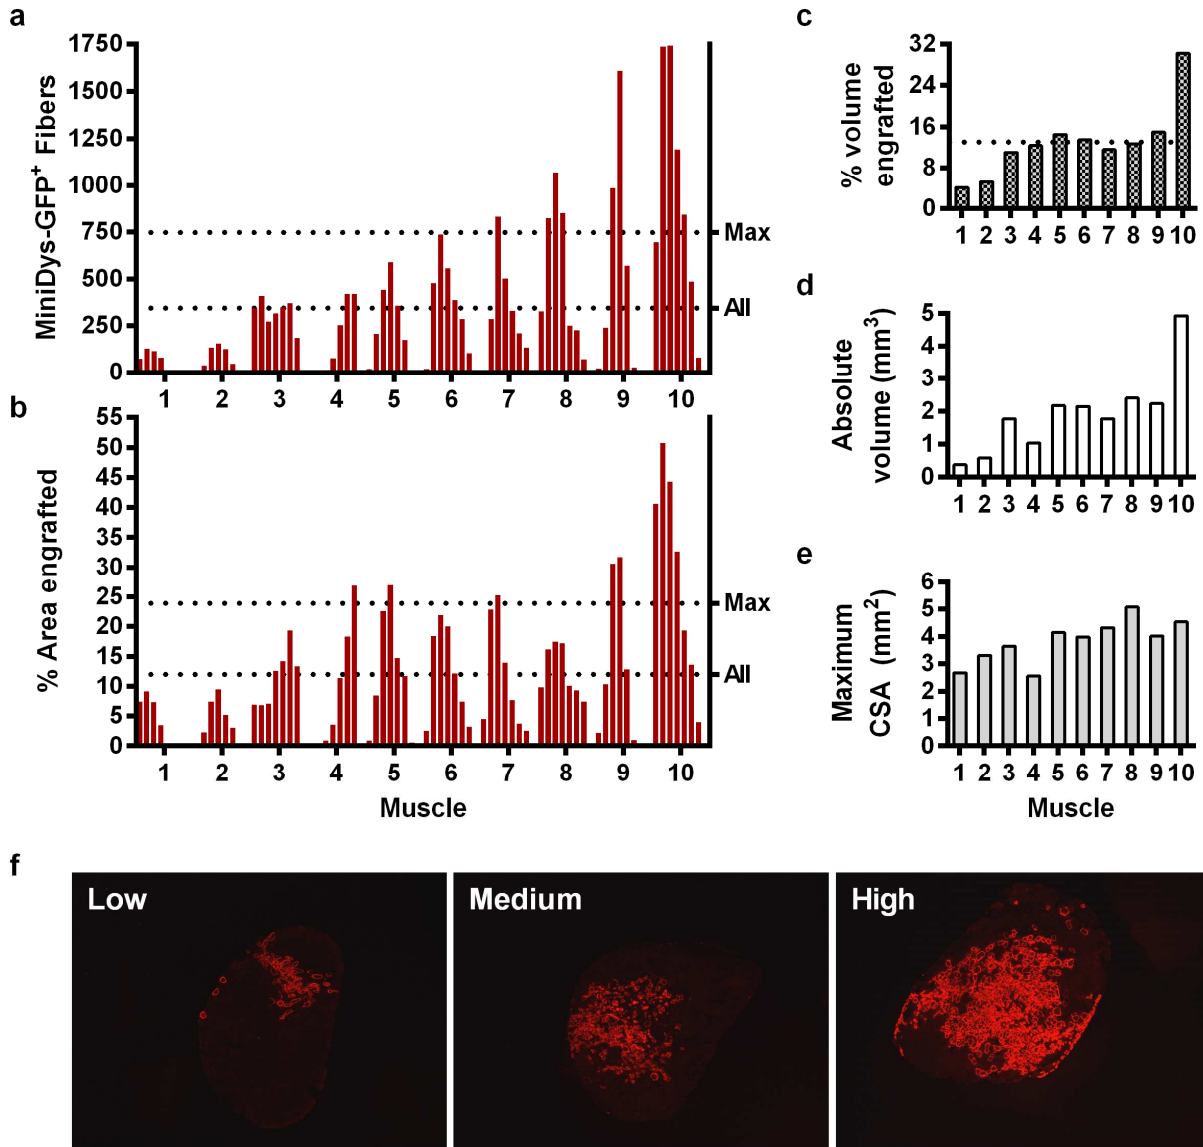 a
MiniDys-GFP+ Fibers
1750
1500
1250
1000
750
500
250
0
Max
All
1 2 3 4 5 6 7 8 9 10
b
% Area engrafted
55
50
45
40
35
30
25
20
15
10
5
0
Max
All
1 2 3 4 5 6 7 8 9 10
Muscle
c
% volume
engrafted
32
24
16
8
0
1 2 3 4 5 6 7 8 9 10
d
Absolute
volume (mm3)
5
4
3
2
1
0
1 2 3 4 5 6 7 8 9 10
e
Maximum
CSA (mm2)
6
5
4
3
2
1
0
1 2 3 4 5 6 7 8 9 10
Muscle
f
Low
Medium
High